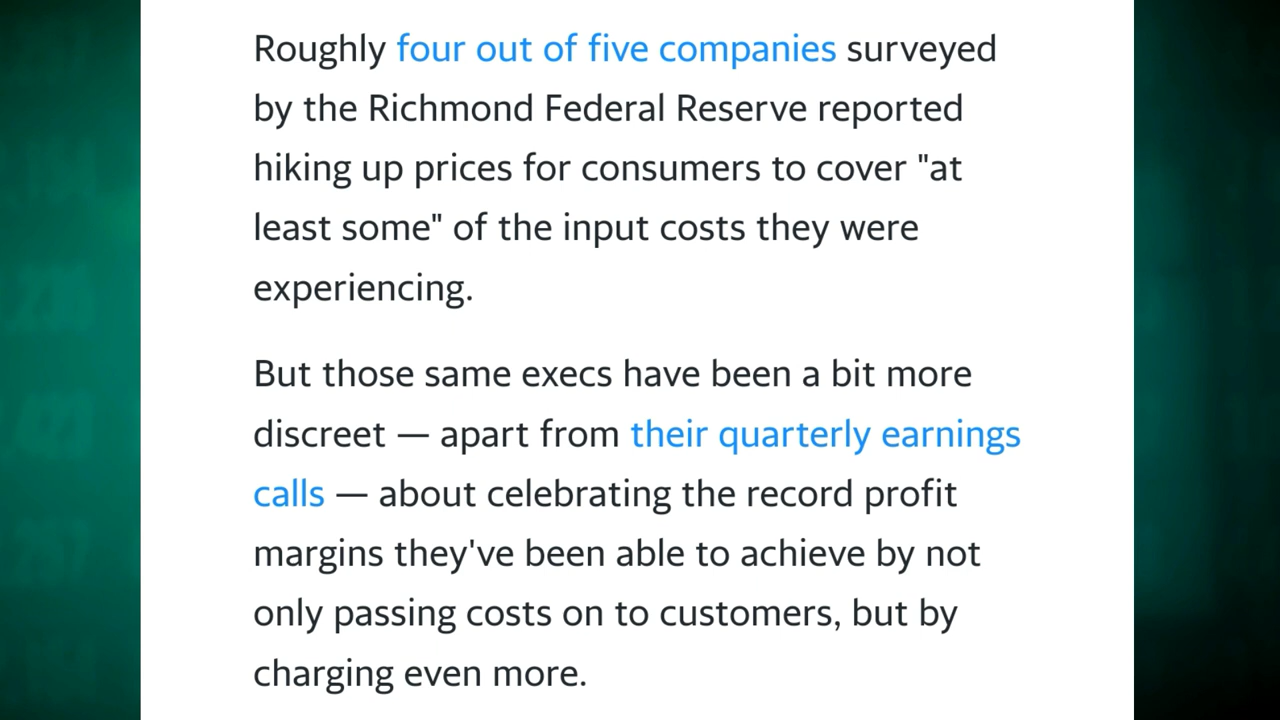 Roughly four out of five companies surveyed
by the Richmond Federal Reserve reported
hiking up prices for consumers to cover "at
least some" of the input costs they were
experiencing.
But those same execs have been a bit more
discreet — apart from their quarterly earnings
calls — about celebrating the record profit
margins they've been able to achieve by not
only passing costs on to customers, but by
charging even more.